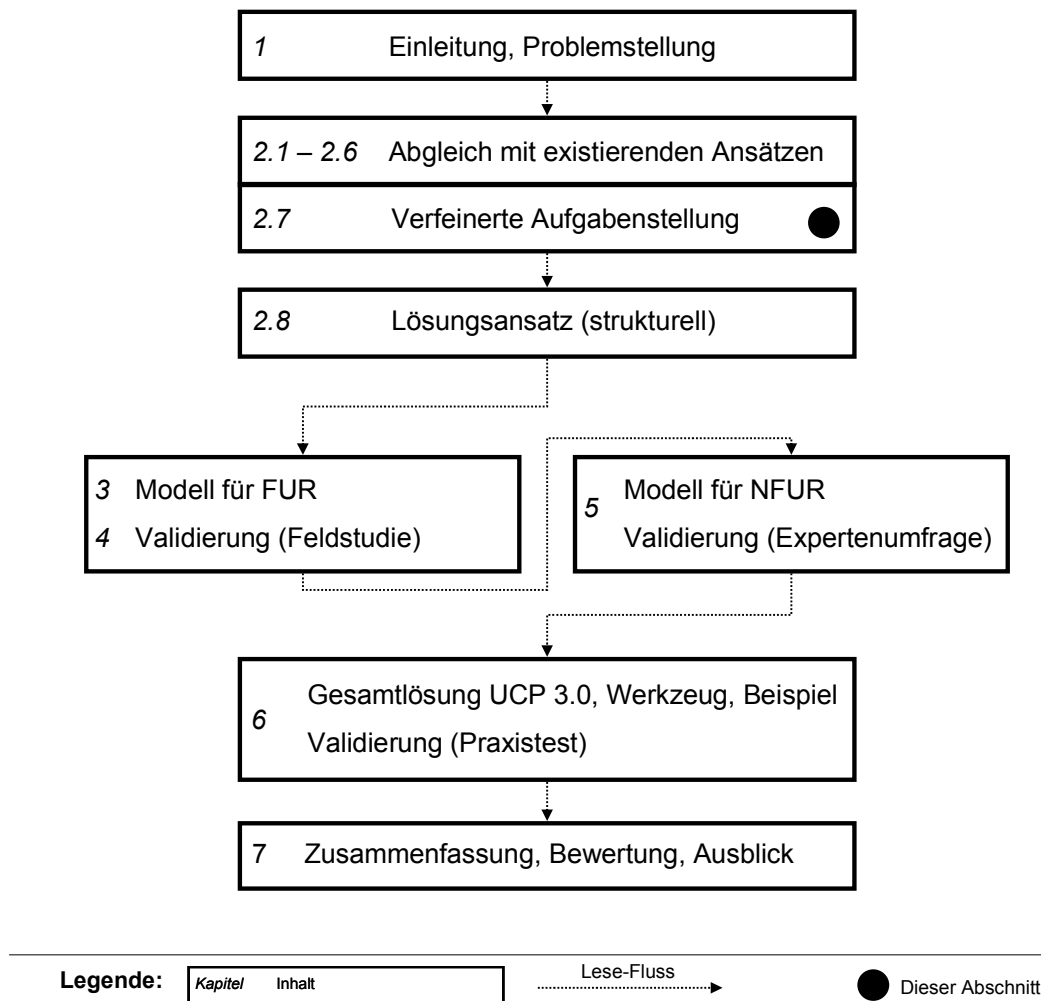 1 Einleitung, Problemstellung
2.1 – 2.6 Abgleich mit existierenden Ansätzen
2.7 Verfeinerte Aufgabenstellung
2.8 Lösungsansatz (strukturell)
3 Modell für FUR
4 Validierung (Feldstudie)
5 Modell für NFUR
Validierung (Expertenumfrage)
6 Gesamtlösung UCP 3.0, Werkzeug, Beispiel
Validierung (Praxistest)
7 Zusammenfassung, Bewertung, Ausblick
Legende: Kapitel Inhalt Lese-Fluss Dieser Abschnitt